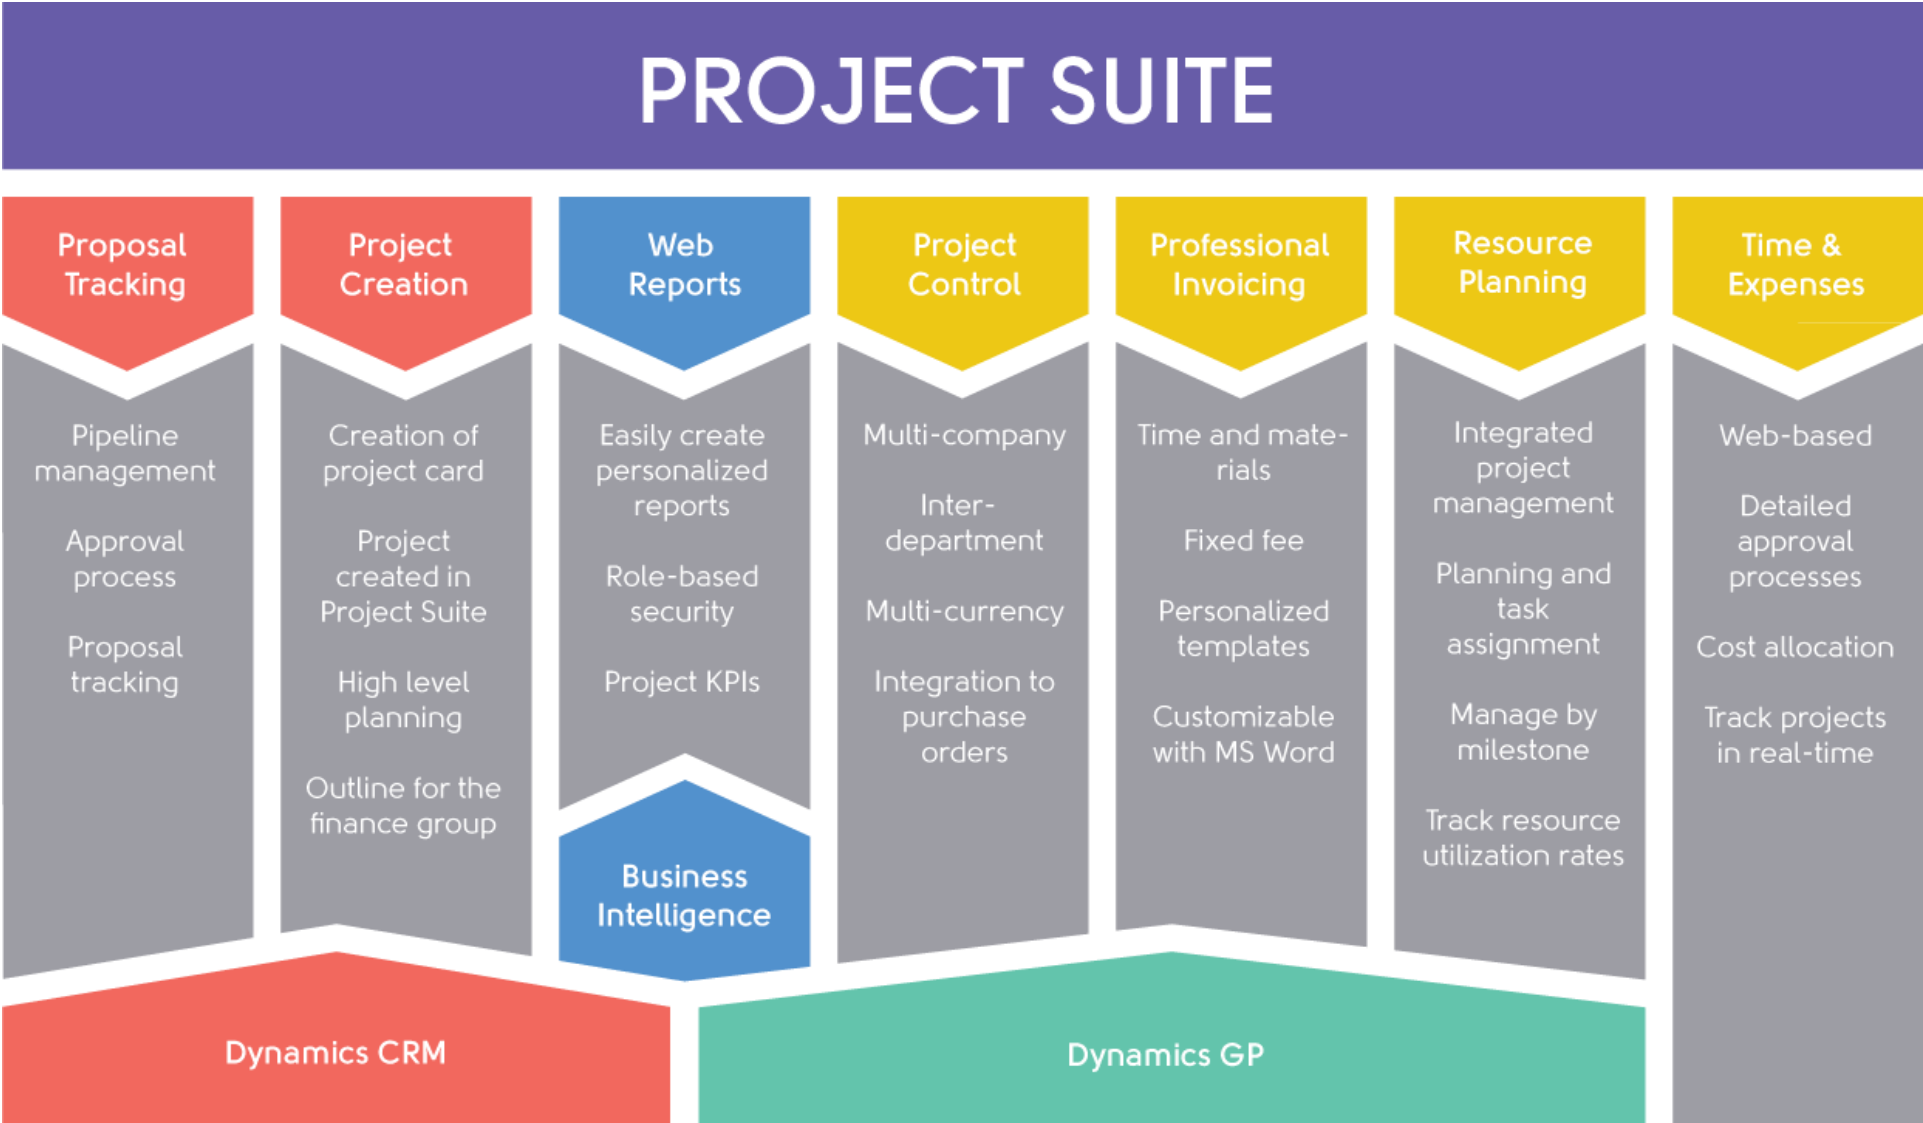 PROJECT SUITE
Proposal
Tracking
Pipeline
management
Approval
process
Proposal
tracking
Project
Creation
Creation of
project card
Project
created in
Project Suite
High level
planning
Outline for the
finance group
Web
Reports
Easily create
personalized
reports
Role-based
security
Project KPIs
Business
Intelligence
Project
Control
Multi-company
Inter-
department
Multi-currency
Integration to
purchase
orders
Professional
Invoicing
Time and mate-
rials
Fixed fee
Personalized
templates
Customizable
with MS Word
Resource
Planning
Integrated
project
management
Planning and
task
assignment
Manage by
milestone
Track resource
utilization rates
Time &
Expenses
Web-based
Detailed
approval
processes
Cost allocation
Track projects
in real-time
Dynamics CRM
Dynamics GP